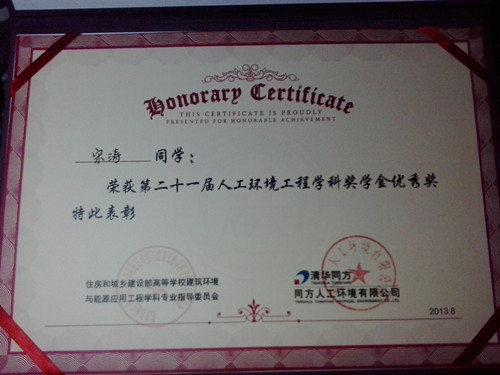 Honorary Certificate
THIS CERTIFICATE IS PROUDLY
PRESENTED FOR HONORABLE ACHIEVEMENT
宋涛 同学：
荣获第二十一届人工环境工程学科奖学金优秀奖
特此表彰
住房和城乡建设部高等学校建筑环境
与能源应用工程学科专业指导委员会
清华同方
同方人工环境有限公司
2013.8